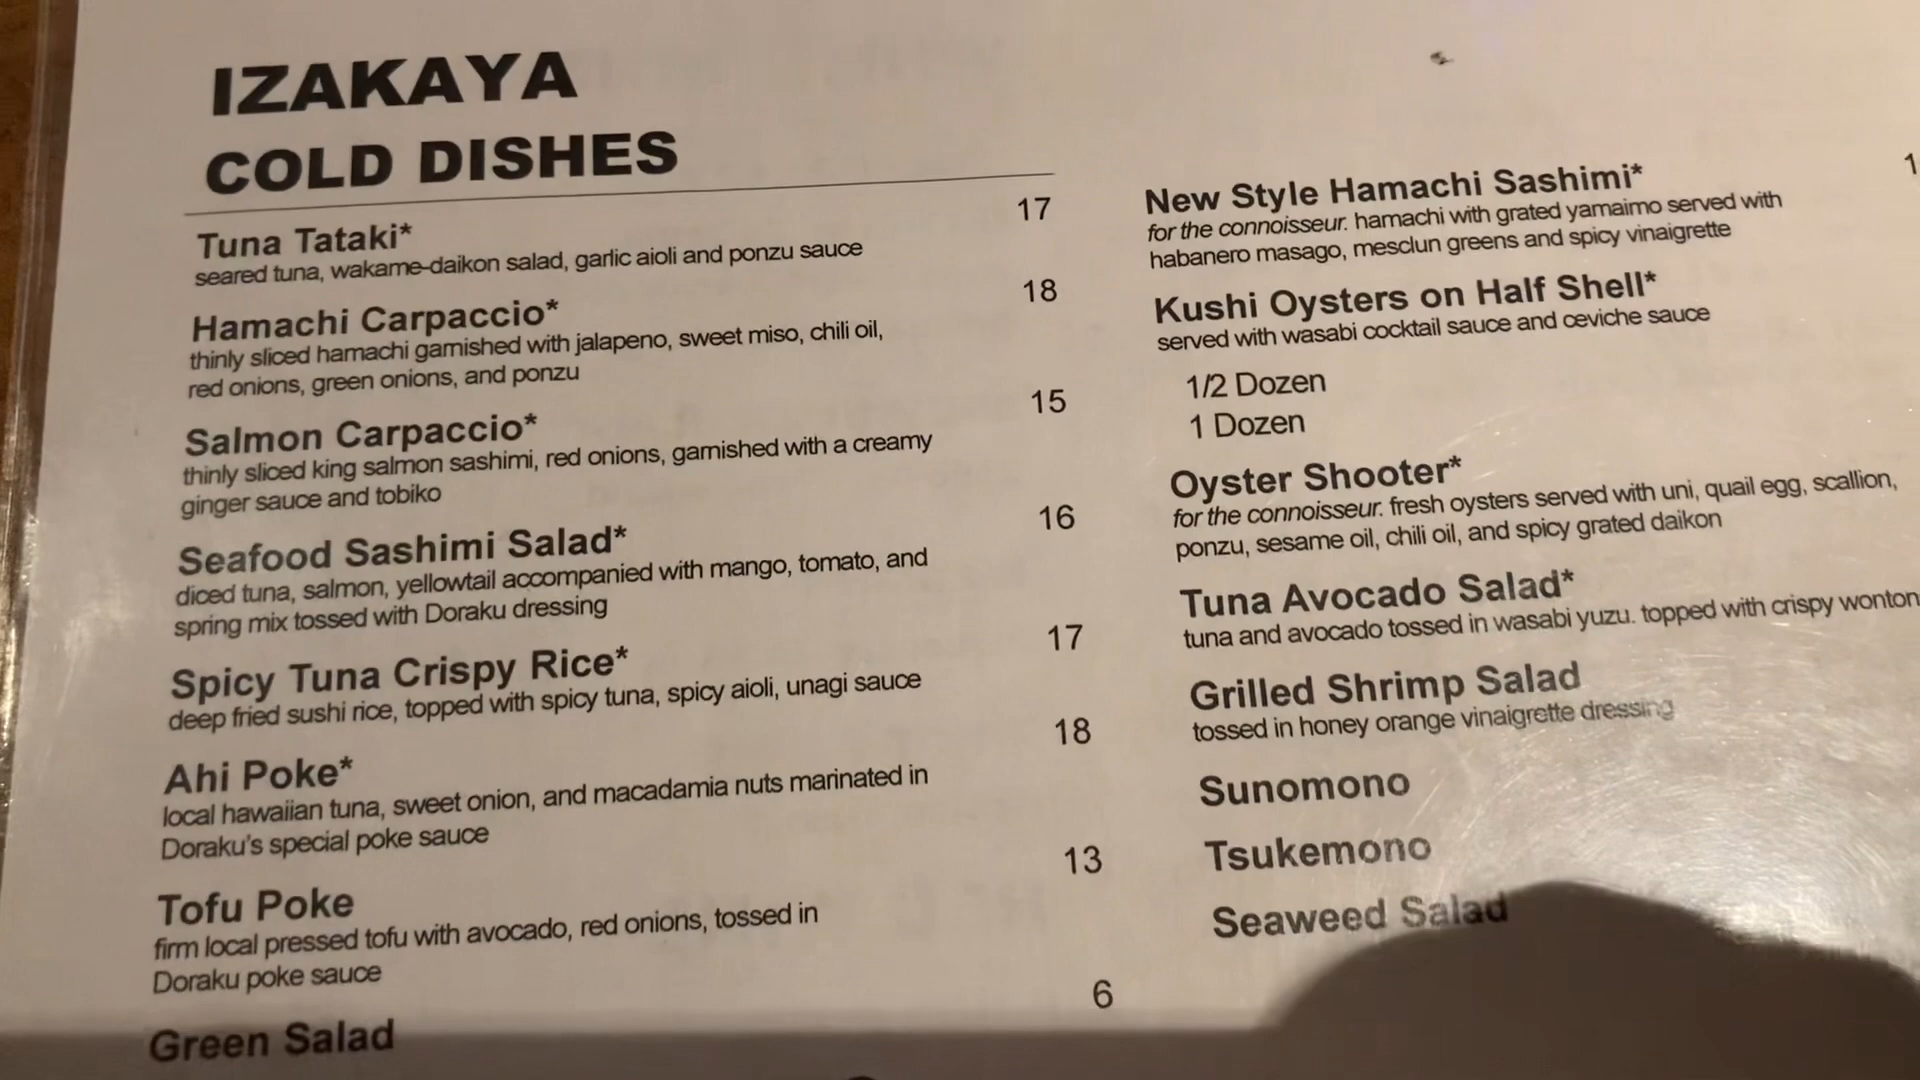 IZAKAYA
COLD DISHES
Tuna Tataki* 17
seared tuna, wakame-daikon salad, garlic aioli and ponzu sauce
Hamachi Carpaccio* 18
thinly sliced hamachi garnished with jalapeno, sweet miso, chili oil,
red onions, green onions, and ponzu
Salmon Carpaccio* 15
thinly sliced king salmon sashimi, red onions, garnished with a creamy
ginger sauce and tobiko
Seafood Sashimi Salad* 16
diced tuna, salmon, yellowtail accompanied with mango, tomato, and
spring mix tossed with Doraku dressing
Spicy Tuna Crispy Rice* 17
deep fried sushi rice, topped with spicy tuna, spicy aioli, unagi sauce
Ahi Poke* 18
local hawaiian tuna, sweet onion, and macadamia nuts marinated in
Doraku's special poke sauce
Tofu Poke 13
firm local pressed tofu with avocado, red onions, tossed in
Doraku poke sauce
Green Salad 6
New Style Hamachi Sashimi*
for the connoisseur. hamachi with grated yamaimo served with
habanero masago, mesclun greens and spicy vinaigrette
Kushi Oysters on Half Shell*
served with wasabi cocktail sauce and ceviche sauce
1/2 Dozen
1 Dozen
Oyster Shooter*
for the connoisseur. fresh oysters served with uni, quail egg, scallion,
ponzu, sesame oil, chili oil, and spicy grated daikon
Tuna Avocado Salad*
tuna and avocado tossed in wasabi yuzu. topped with crispy wonton
Grilled Shrimp Salad
tossed in honey orange vinaigrette dressing
Sunomono
Tsukemono
Seaweed Salad